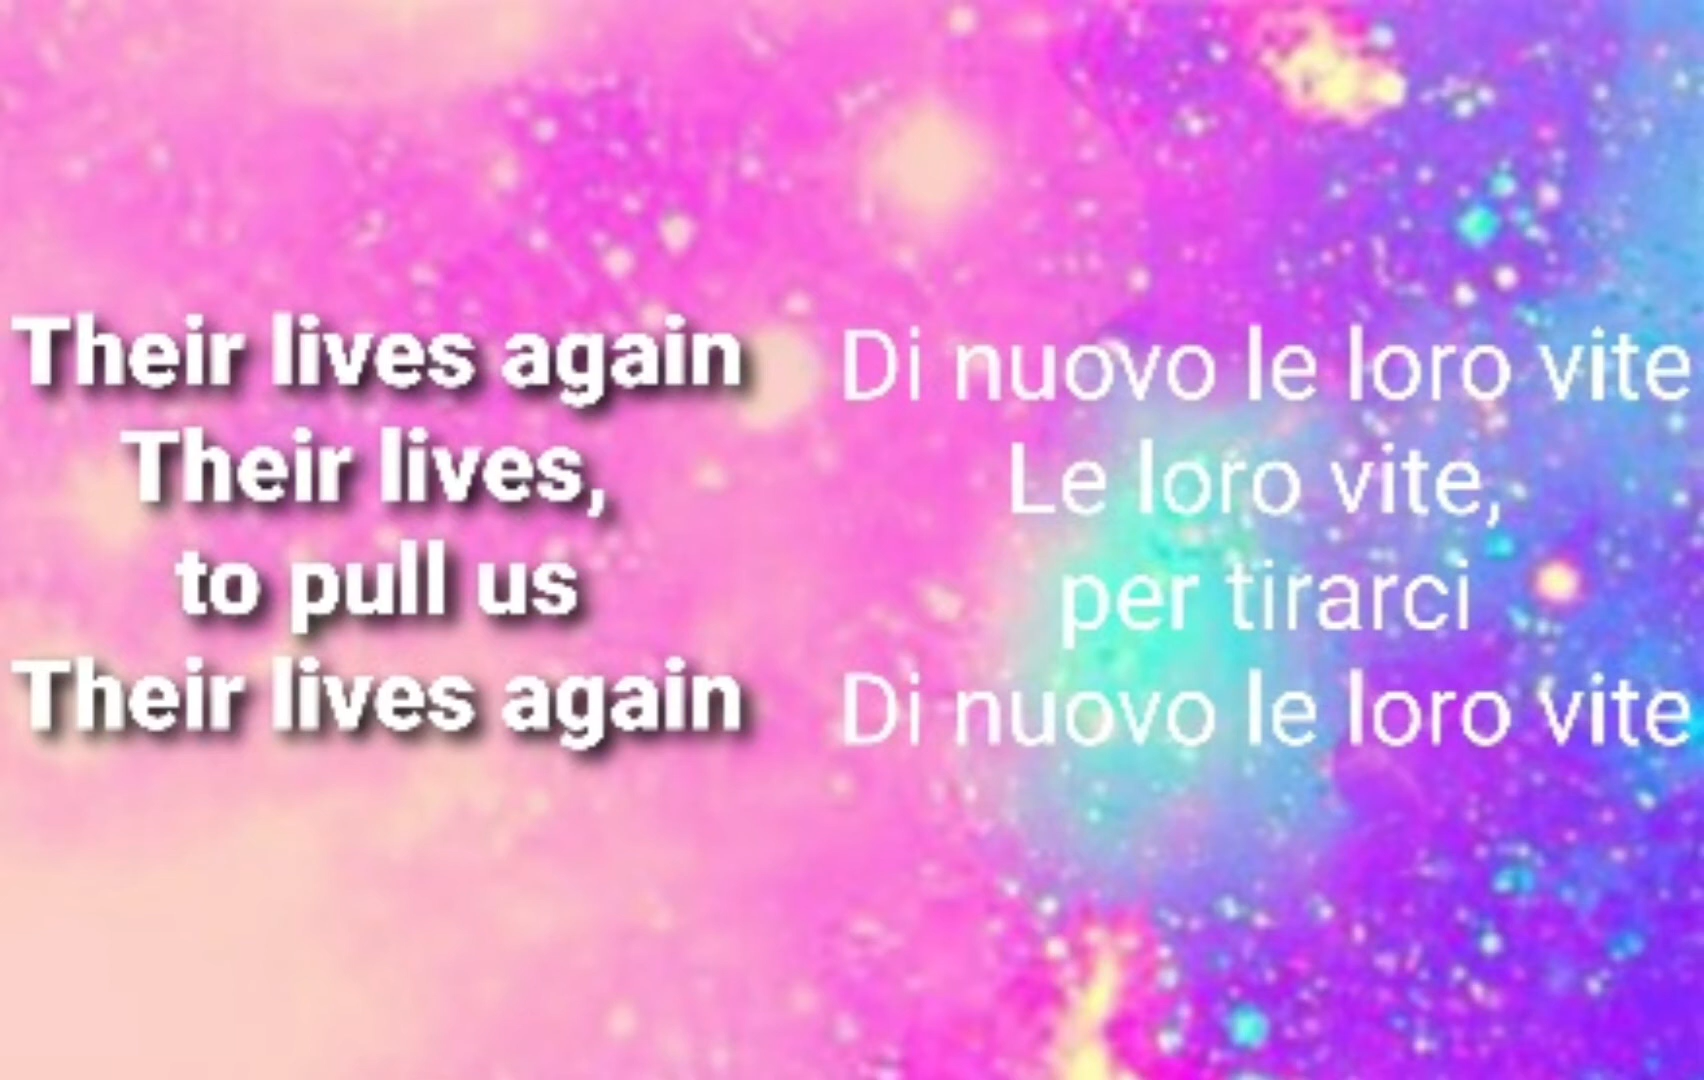 Their lives again
Their lives,
to pull us
Their lives again
Di nuovo le loro vite
Le loro vite,
per tirarci
Di nuovo le loro vite